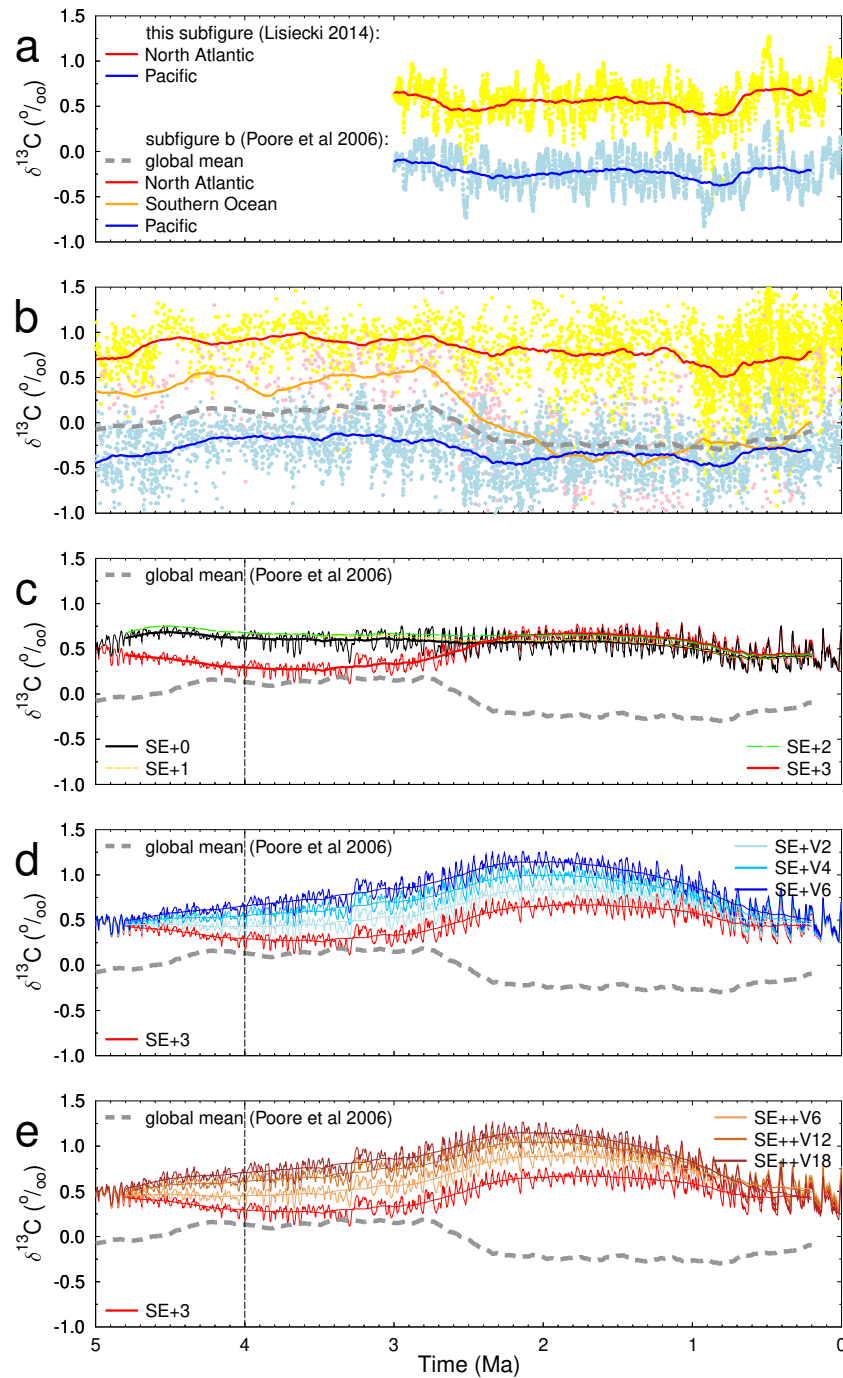 a
this subfigure (Lisiecki 2014):
North Atlantic
Pacific
subfigure b (Poore et al 2006):
global mean
North Atlantic
Southern Ocean
Pacific
1.5
1.0
0.5
0.0
-0.5
-1.0
δ13C (o/oo)
b
1.5
1.0
0.5
0.0
-0.5
-1.0
δ13C (o/oo)
c
global mean (Poore et al 2006)
1.5
1.0
0.5
0.0
-0.5
-1.0
δ13C (o/oo)
SE+0
SE+1
SE+2
SE+3
d
global mean (Poore et al 2006)
SE+V2
SE+V4
SE+V6
1.5
1.0
0.5
0.0
-0.5
-1.0
δ13C (o/oo)
SE+3
e
global mean (Poore et al 2006)
SE++V6
SE++V12
SE++V18
1.5
1.0
0.5
0.0
-0.5
-1.0
δ13C (o/oo)
SE+3
5 4 3 2 1 0
Time (Ma)